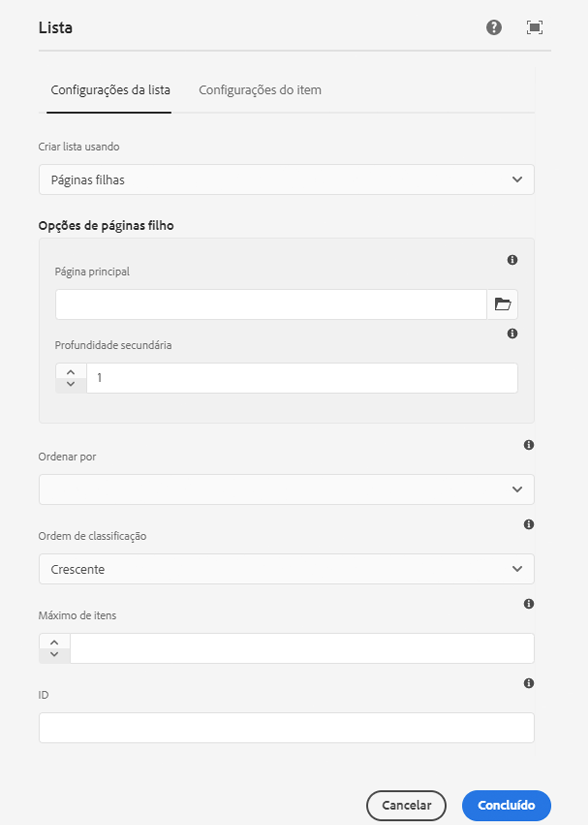 Lista
Configurações da lista Configurações do item
Criar lista usando
Páginas filhas
Opções de páginas filho
Página principal
Profundidade secundária
1
Ordenar por
Ordem de classificação
Crescente
Máximo de itens
ID
Cancelar Concluído